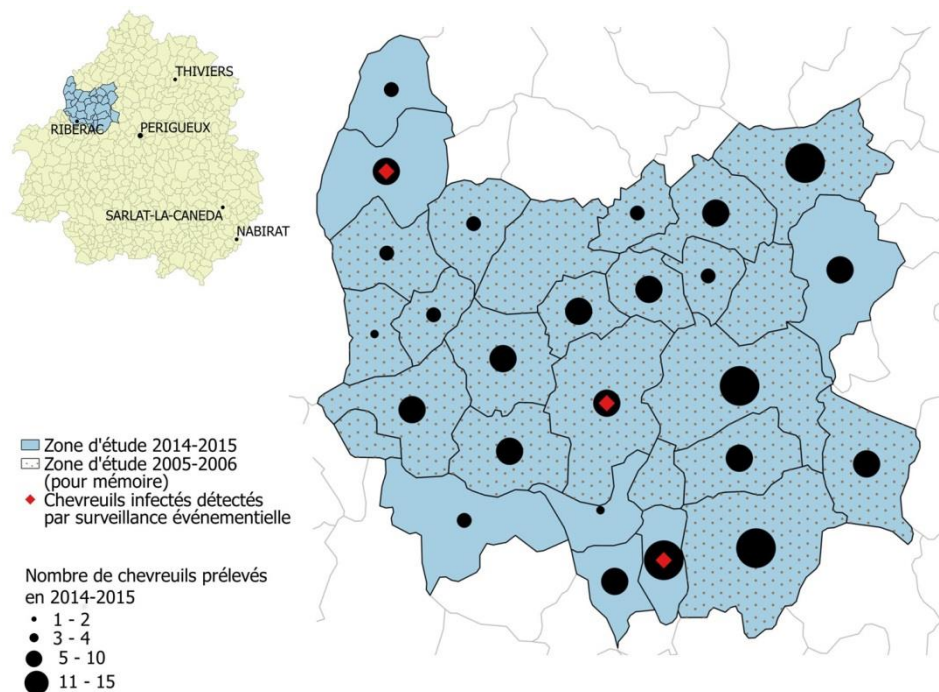 THIVIERS
RIBERAC
PERIGUEUX
SARLAT-LA-CANEDA
NABIRAT
Zone d'étude 2014-2015
Zone d'étude 2005-2006
(pour mémoire)
Chevreuils infectés détectés
par surveillance événementielle
Nombre de chevreuils prélevés
en 2014-2015
1 - 2
3 - 4
5 - 10
11 - 15